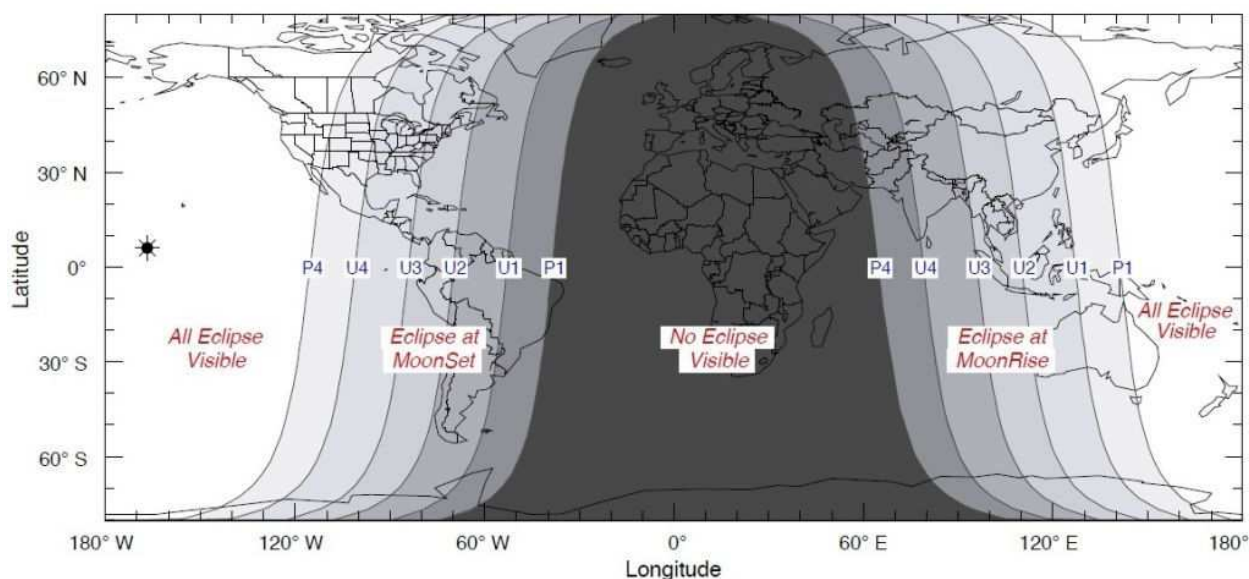 60° N
30° N
0°
30° S
60° S
Latitude
P4 U4 U3 U2 U1 P1 P4 U4 U3 U2 U1 P1
All Eclipse
Visible
Eclipse at
MoonSet
No Eclipse
Visible
Eclipse at
MoonRise
All Eclipse
Visible
180° W 120° W 60° W 0° 60° E 120° E 180°
Longitude